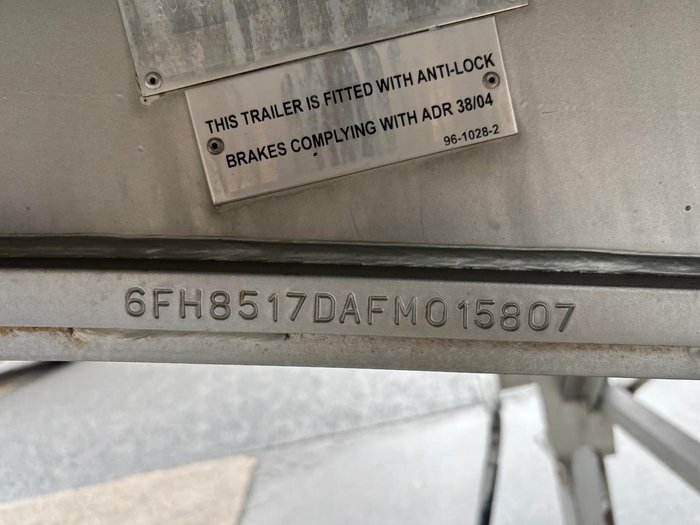 THIS TRAILER IS FITTED WITH ANTI-LOCK
BRAKES COMPLYING WITH ADR 38/04
96-1028-2
6FH8517DAFM015807